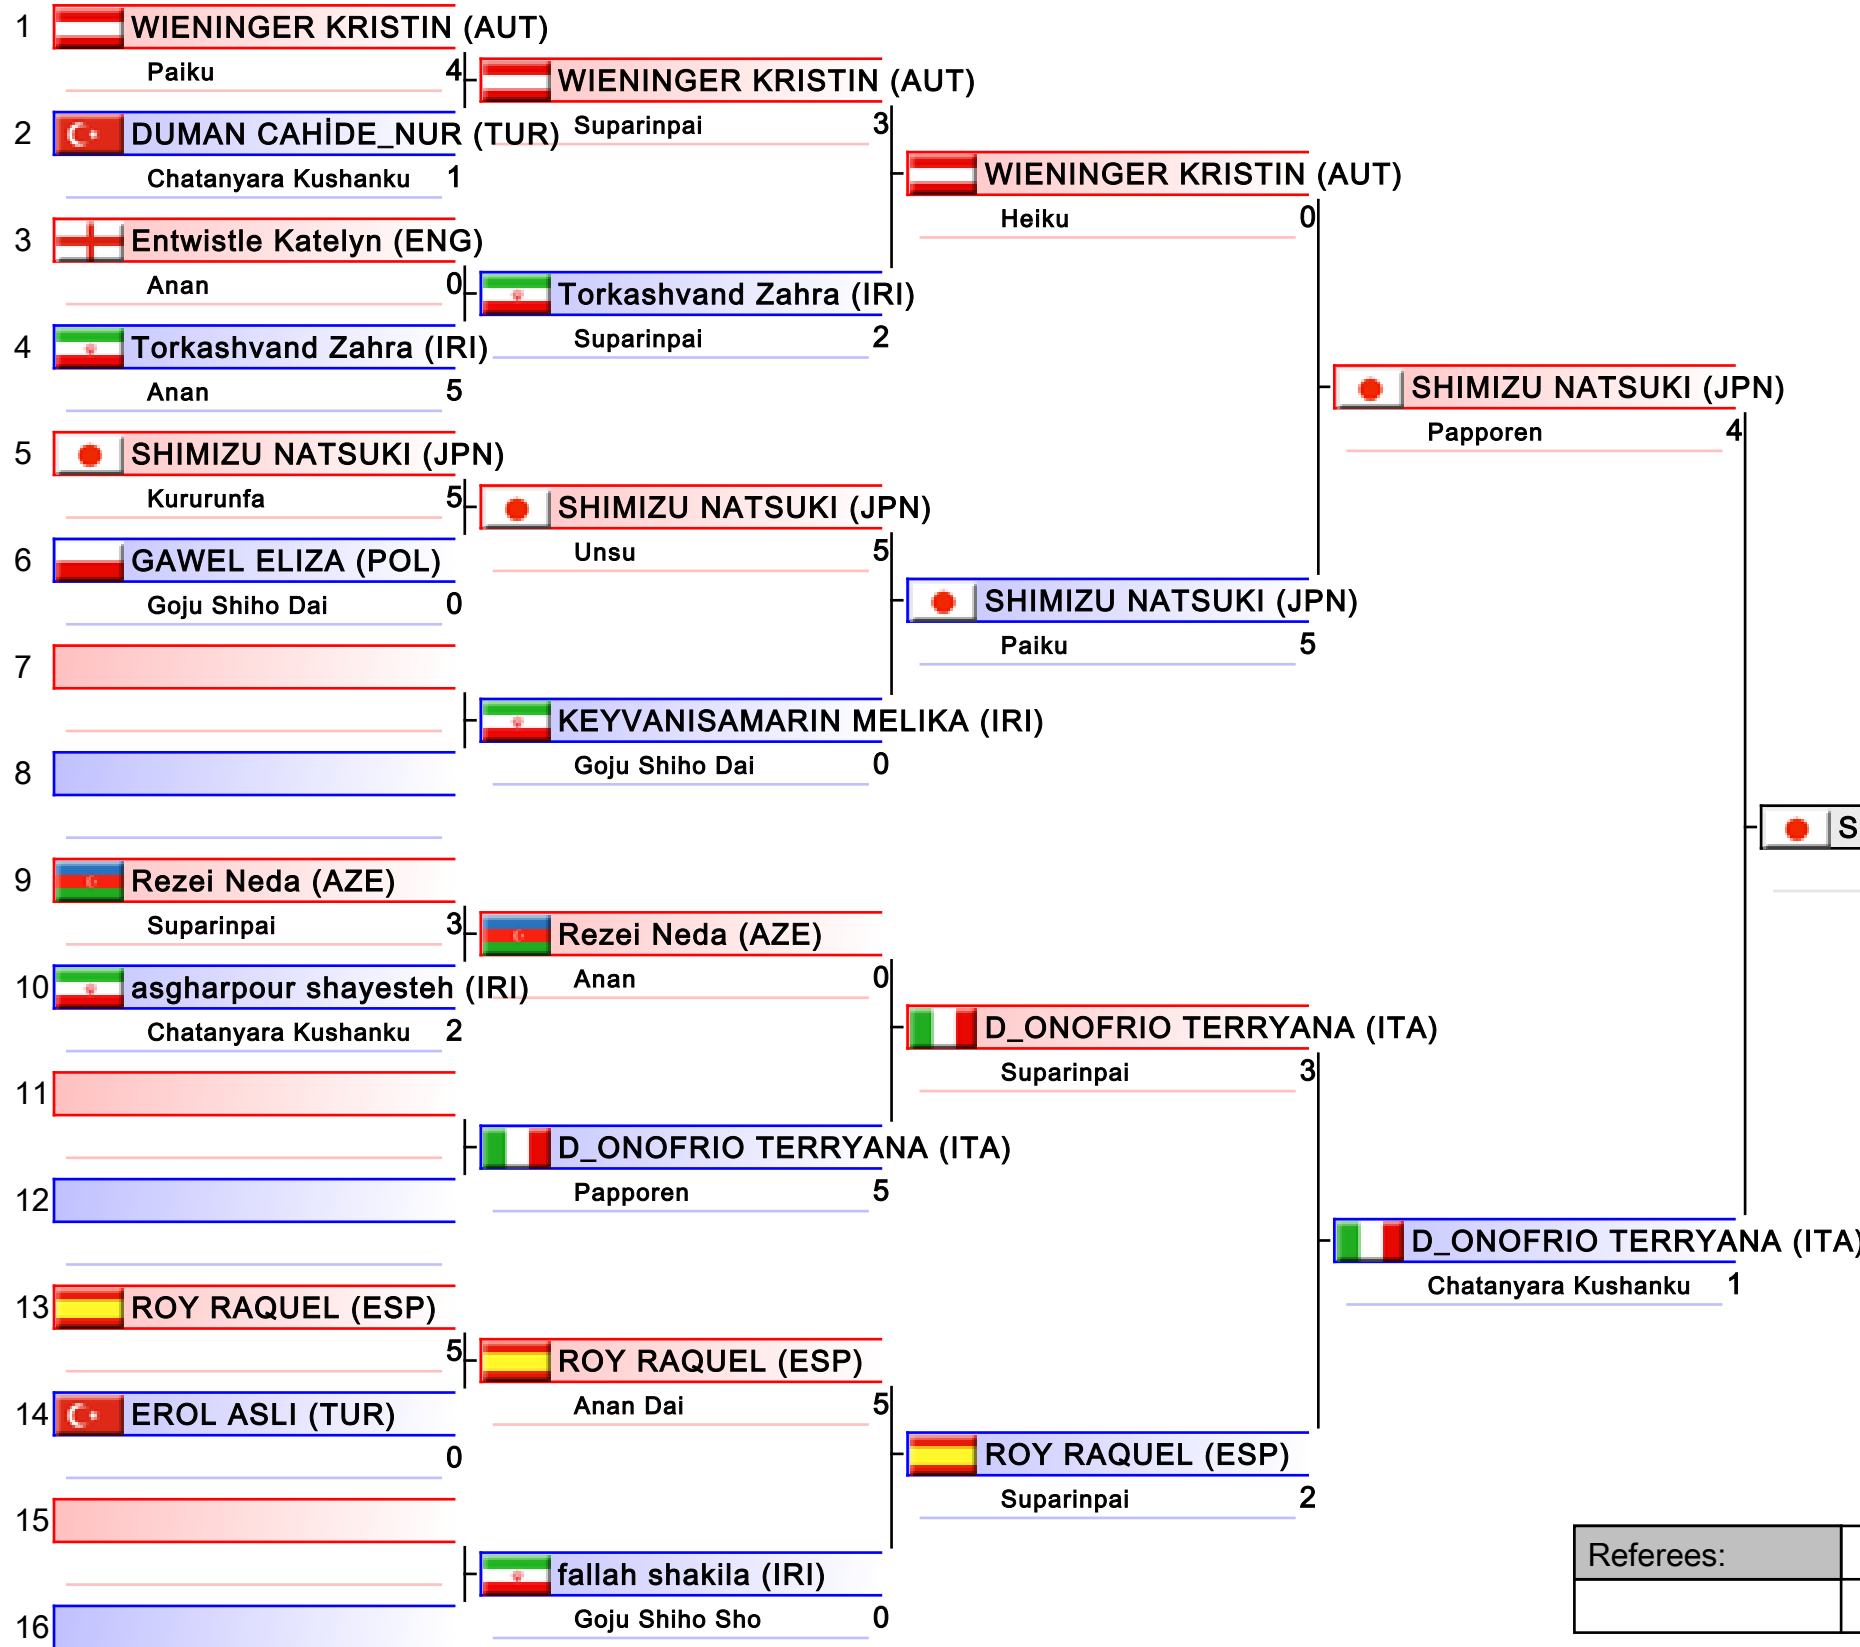 1 WIENINGER KRISTIN (AUT)
Paiku 4
2 DUMAN CAHİDE_NUR (TUR)
Chatanyara Kushanku 1
3 Entwistle Katelyn (ENG)
Anan 0
4 Torkashvand Zahra (IRI)
Anan 5
5 SHIMIZU NATSUKI (JPN)
Kururunfa 5
6 GAWEL ELIZA (POL)
Goju Shiho Dai 0
7
8
9 Rezei Neda (AZE)
Suparinpai 3
10 asgharpour shayesteh (IRI)
Chatanyara Kushanku 2
11
12
13 ROY RAQUEL (ESP)
5
14 EROL ASLI (TUR)
0
15
16
WIENINGER KRISTIN (AUT)
Suparinpai 3
Torkashvand Zahra (IRI)
Suparinpai 2
SHIMIZU NATSUKI (JPN)
Unsu 5
KEYVANISAMARIN MELIKA (IRI)
Goju Shiho Dai 0
Rezei Neda (AZE)
Anan 0
D_ONOFRIO TERRYANA (ITA)
Papporen 5
ROY RAQUEL (ESP)
Anan Dai 5
fallah shakila (IRI)
Goju Shiho Sho 0
WIENINGER KRISTIN (AUT)
Heiku 0
SHIMIZU NATSUKI (JPN)
Paiku 5
D_ONOFRIO TERRYANA (ITA)
Suparinpai 3
ROY RAQUEL (ESP)
Suparinpai 2
SHIMIZU NATSUKI (JPN)
Papporen 4
D_ONOFRIO TERRYANA (ITA)
Chatanyara Kushanku 1
S
Referees: